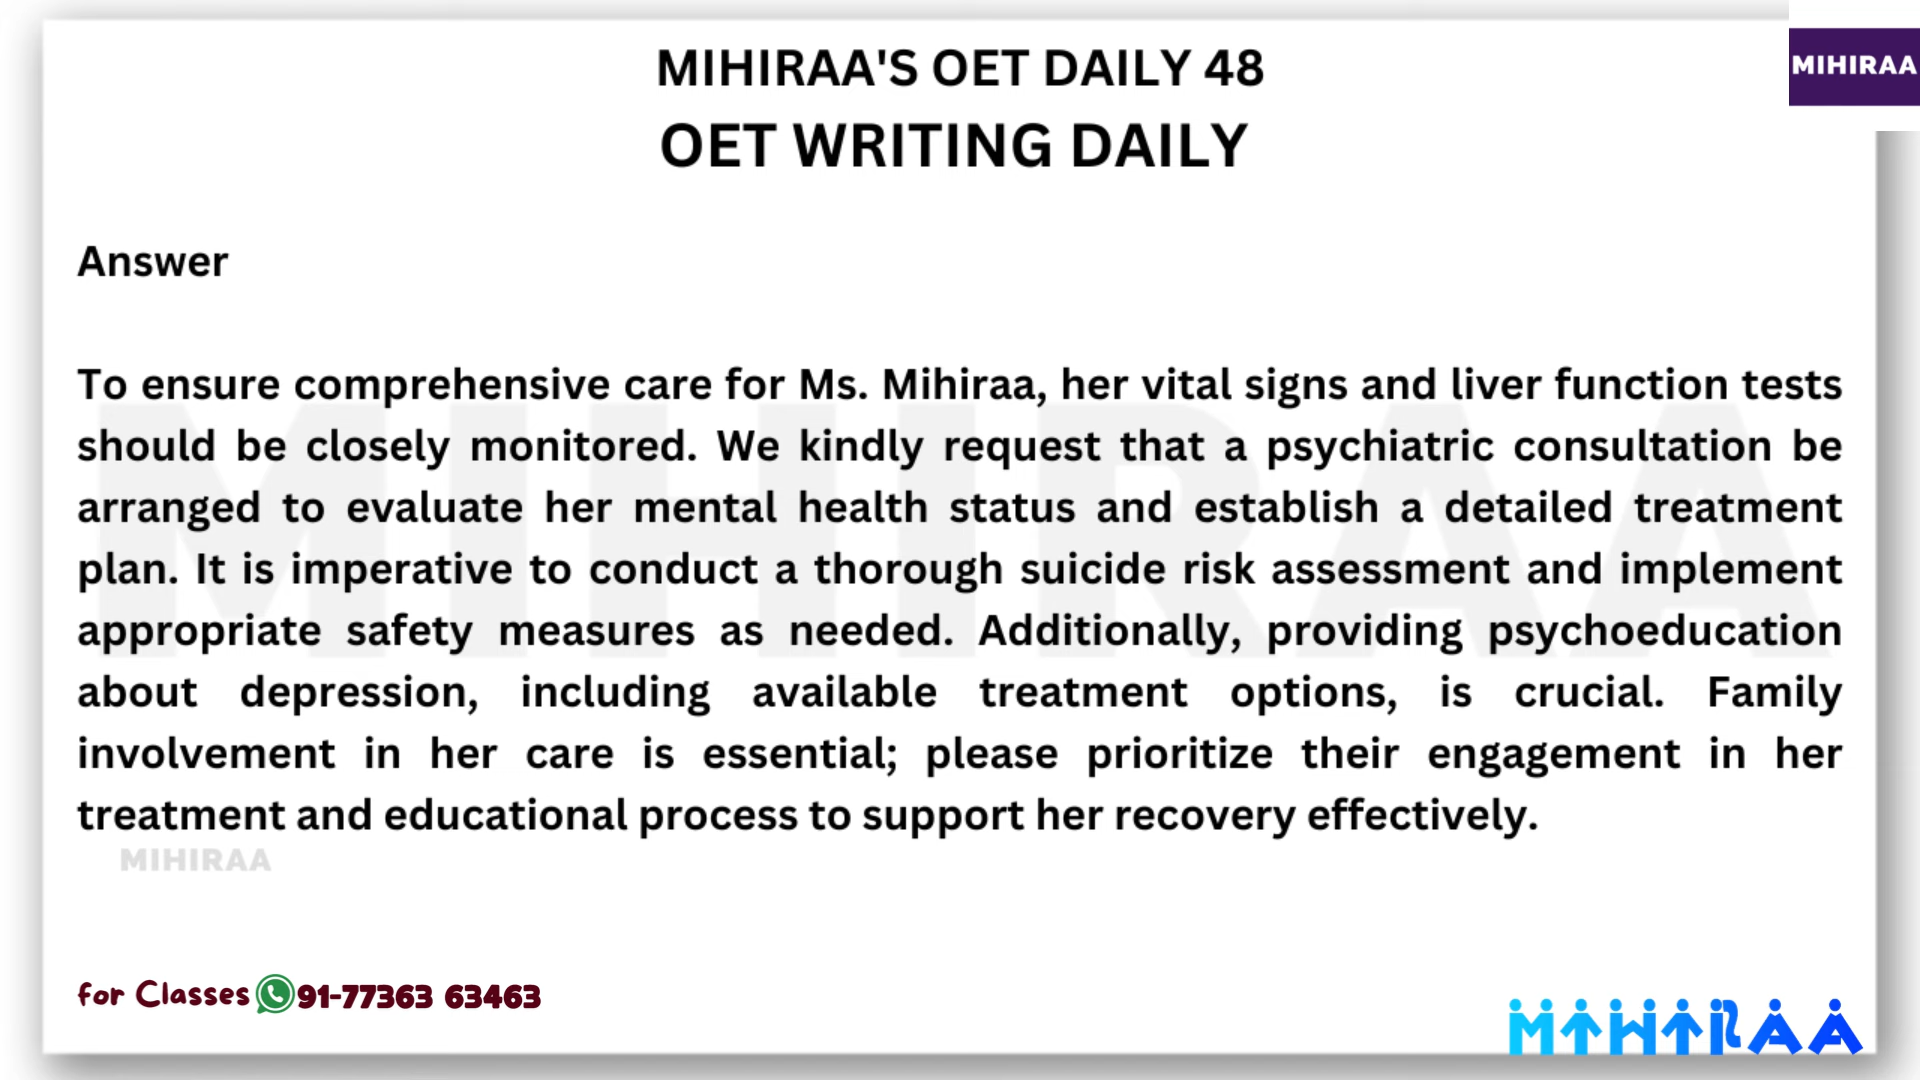 MIHIRAA'S OET DAILY 48
MIHIRAA
OET WRITING DAILY
Answer
To ensure comprehensive care for Ms. Mihiraa, her vital signs and liver function tests
should be closely monitored. We kindly request that a psychiatric consultation be
arranged to evaluate her mental health status and establish a detailed treatment
plan. It is imperative to conduct a thorough suicide risk assessment and implement
appropriate safety measures as needed. Additionally, providing psychoeducation
about depression, including available treatment options, is crucial. Family
involvement in her care is essential; please prioritize their engagement in her
treatment and educational process to support her recovery effectively.
MIHIRAA
MIHIRAA
for Classes 91-77363 63463
MIHIRAA